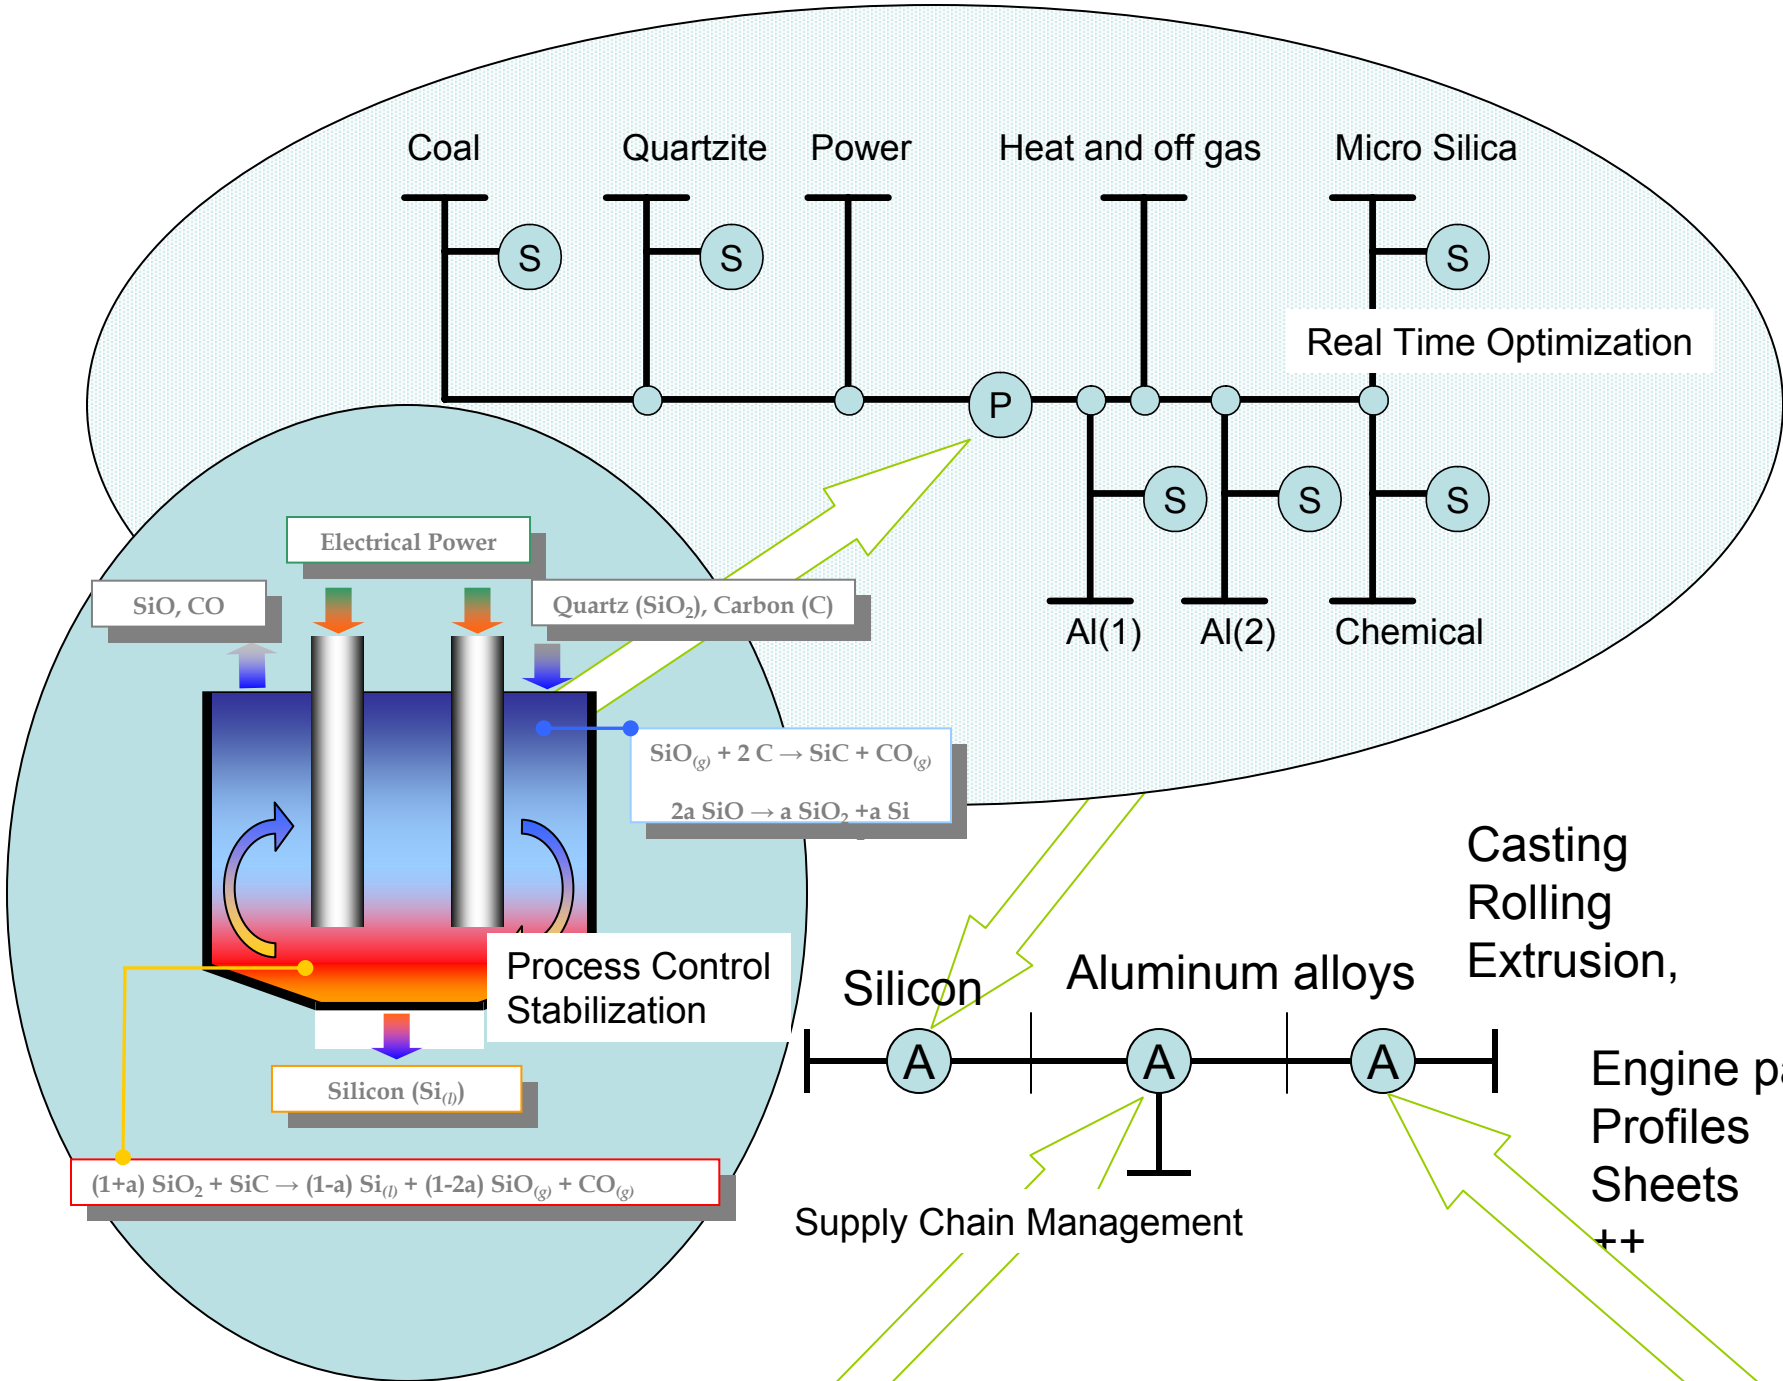 Coal
Quartzite
Power
Heat and off gas
Micro Silica
S
S
S
Real Time Optimization
P
S
S
S
Al(1)
Al(2)
Chemical
Electrical Power
SiO, CO
Quartz (SiO₂), Carbon (C)
SiO(g) + 2 C → SiC + CO(g)
2a SiO → a SiO₂ +a Si
Process Control
Stabilization
Silicon (Si(l))
(1+a) SiO₂ + SiC → (1-a) Si(l) + (1-2a) SiO(g) + CO(g)
Casting
Rolling
Extrusion,
Silicon
Aluminum alloys
A
A
A
Engine pa
Profiles
Sheets
++
Supply Chain Management